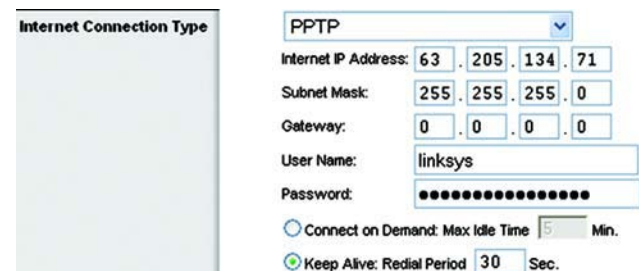 Internet Connection Type
PPTP
Internet IP Address: 63 . 205 . 134 . 71
Subnet Mask: 255 . 255 . 255 . 0
Gateway: 0 . 0 . 0 . 0
User Name: linksys
Password: ●●●●●●●●●●●●●●●●
Connect on Demand: Max Idle Time 5 Min.
Keep Alive: Redial Period 30 Sec.